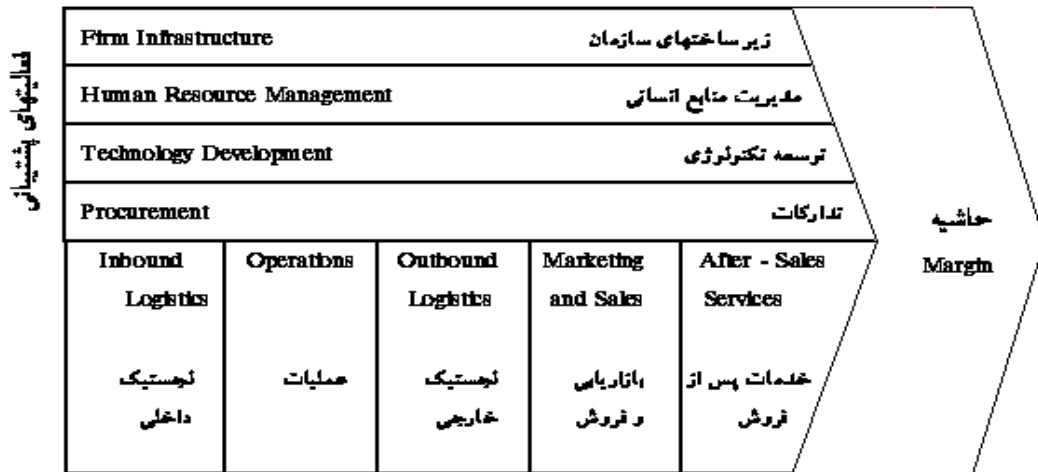 فعالیتهای پشتیبانی
Firm Infrastructure زیر ساختهای سازمان
Human Resource Management مدیریت منابع انسانی
Technology Development توسعه تکنولوژی
Procurement تدارکات
حاشیه
Margin
Inbound
Logistics
لجستیک
داخلی
Operations
عملیات
Outbound
Logistics
لجستیک
خارجی
Marketing
and Sales
بازاریابی
و فروش
After - Sales
Services
خدمات پس از
فروش